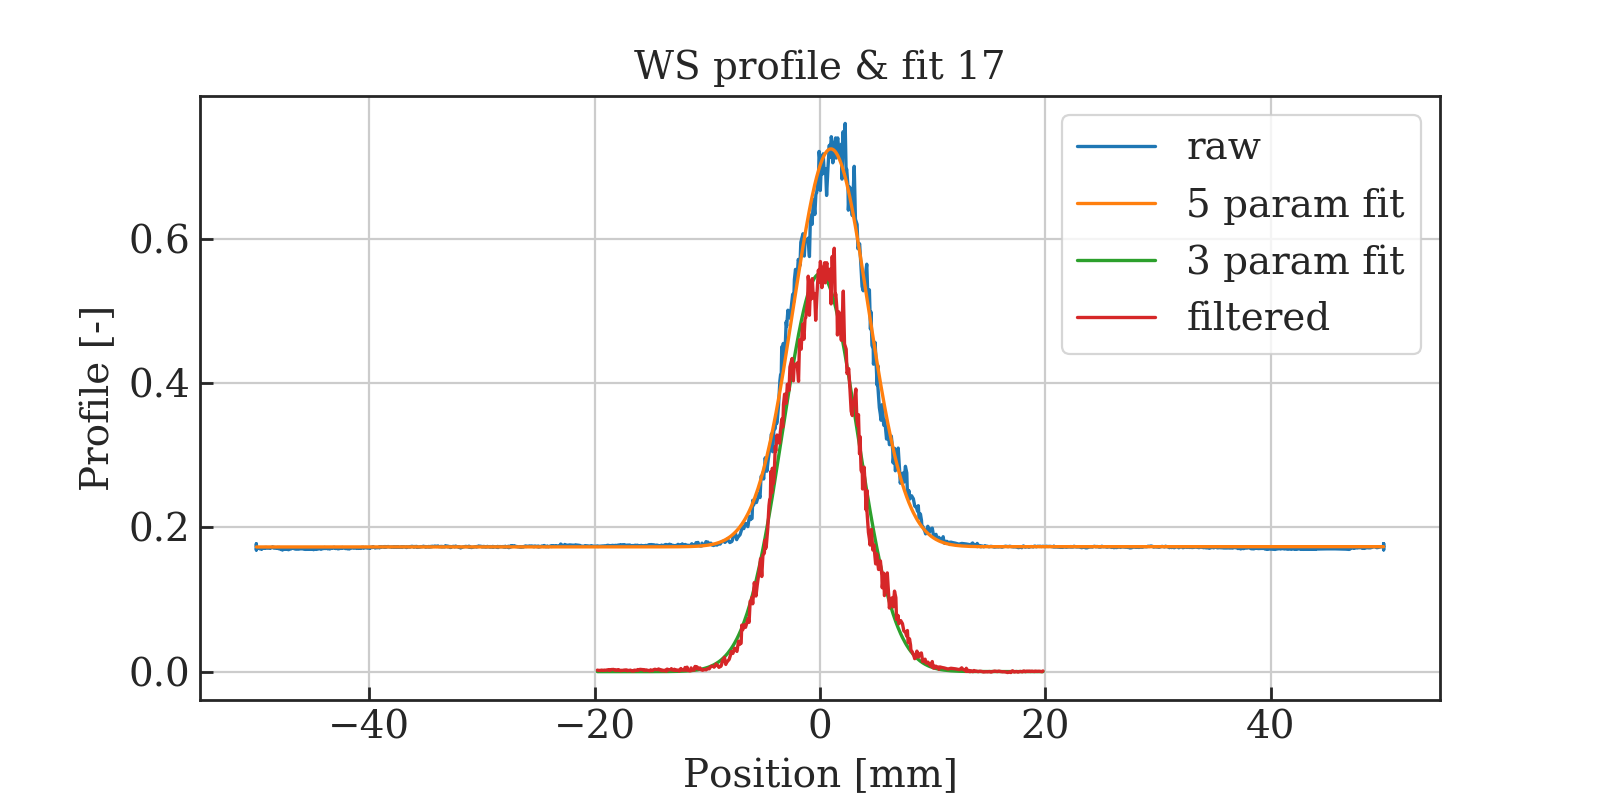 WS profile & fit 17
raw
5 param fit
3 param fit
filtered
Profile [-]
0.6
0.4
0.2
0.0
−40
−20
0
20
40
Position [mm]